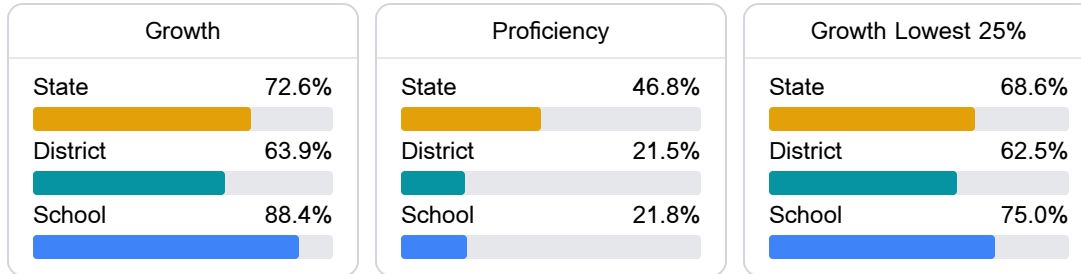 Growth
State 72.6%
District 63.9%
School 88.4%
Proficiency
State 46.8%
District 21.5%
School 21.8%
Growth Lowest 25%
State 68.6%
District 62.5%
School 75.0%